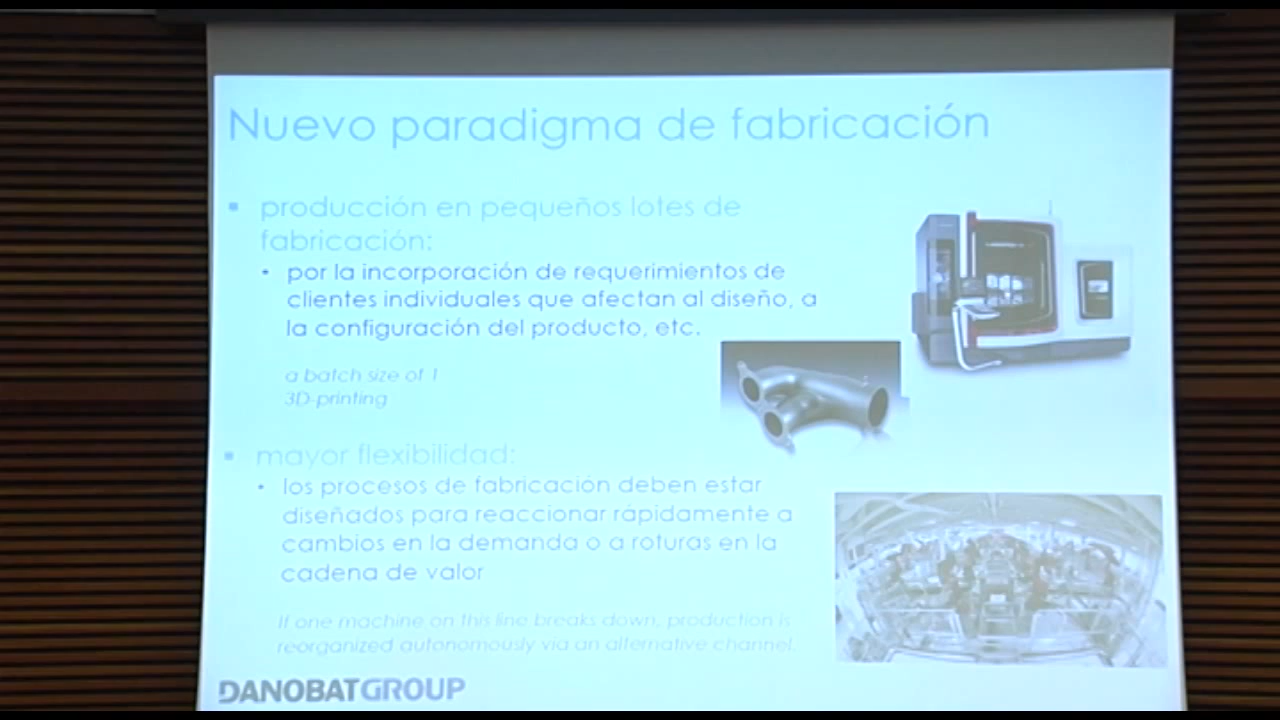 Nuevo paradigma de fabricación
▪ producción en pequeños lotes de
fabricación:
• por la incorporación de requerimientos de
clientes individuales que afectan al diseño, a
la configuración del producto, etc.
a batch size of 1
3D-printing
▪ mayor flexibilidad:
• los procesos de fabricación deben estar
diseñados para reaccionar rápidamente a
cambios en la demanda o a roturas en la
cadena de valor
If one machine on this line breaks down, production is
reorganized autonomously via an alternative channel.
DANOBATGROUP